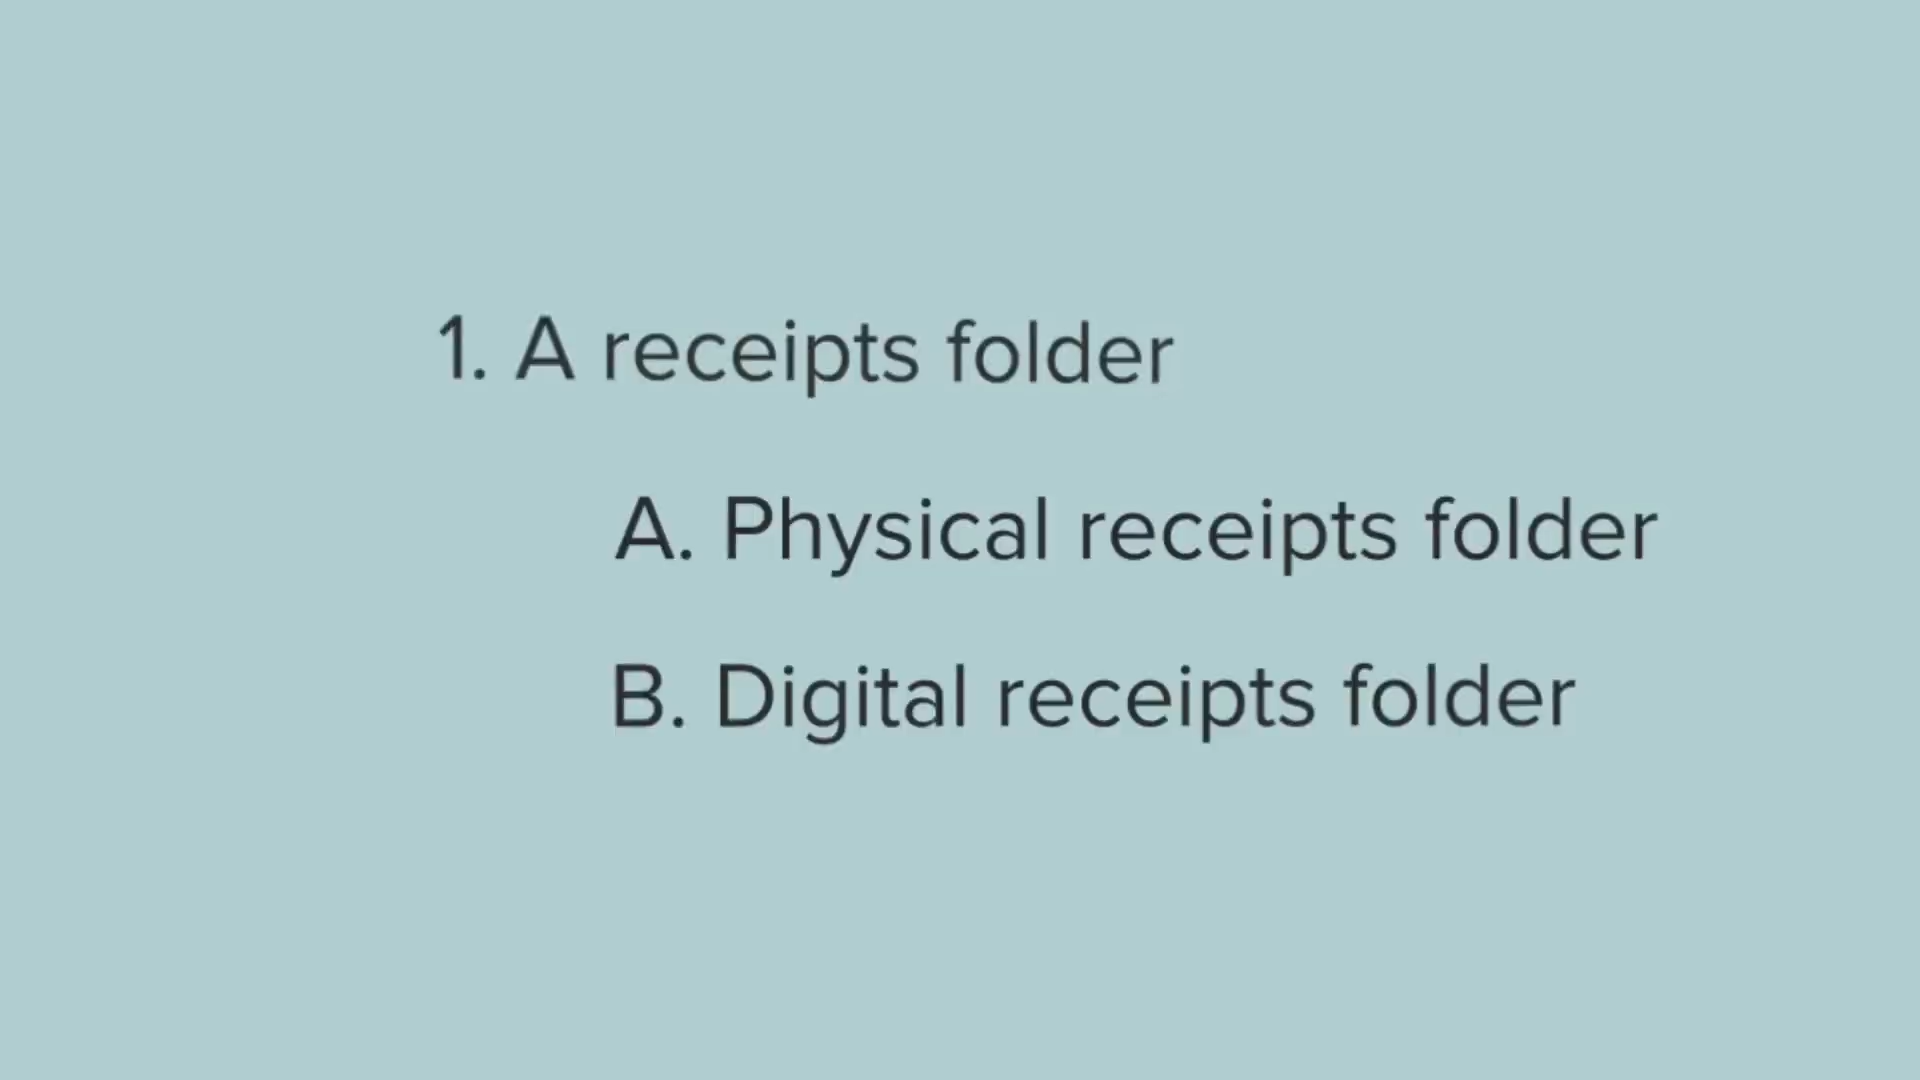 1. A receipts folder
A. Physical receipts folder
B. Digital receipts folder